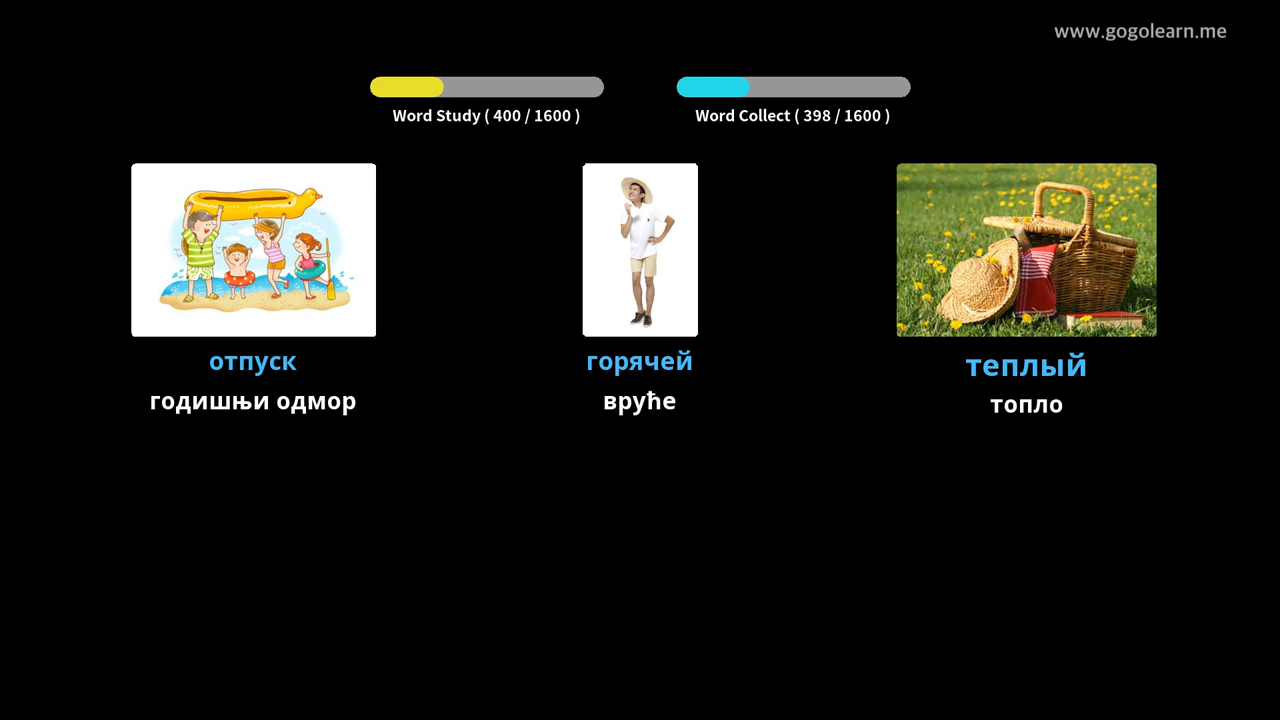 www.gogolearn.me
Word Study ( 400 / 1600 )
Word Collect ( 398 / 1600 )
отпуск
горячей
теплый
годишњи одмор
вруће
топло